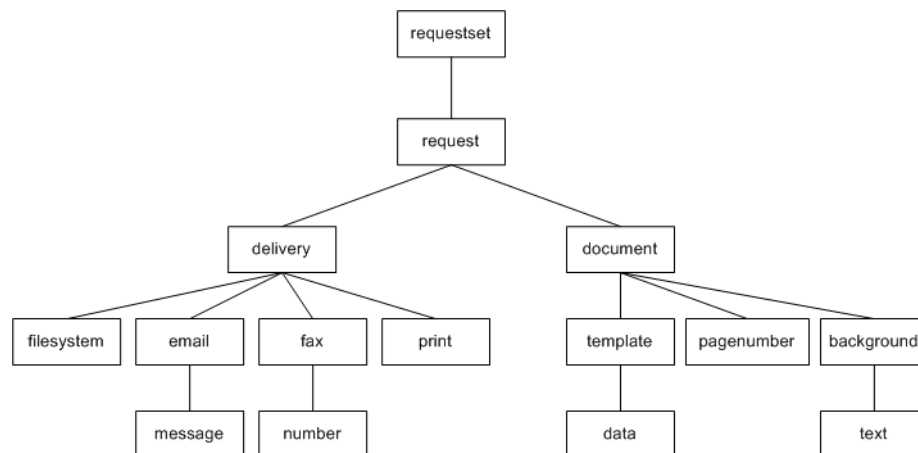 requestset
request
delivery
document
filesystem
email
fax
print
template
pagenumber
background
message
number
data
text